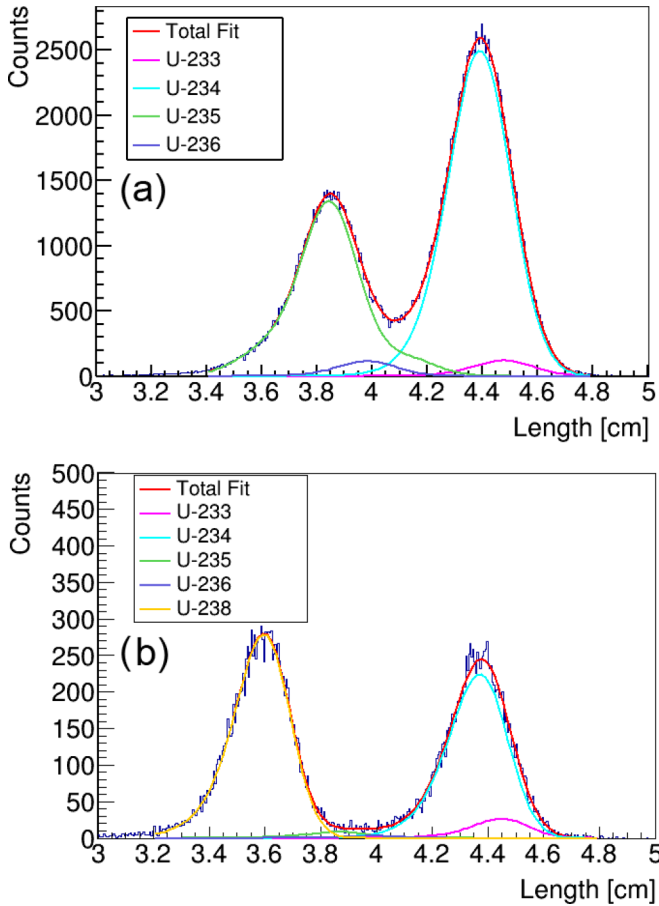 Counts
2500
2000
1500
1000
500
0
Total Fit
U-233
U-234
U-235
U-236
(a)
3 3.2 3.4 3.6 3.8 4 4.2 4.4 4.6 4.8 5
Length [cm]
Counts
500
450
400
350
300
250
200
150
100
50
0
Total Fit
U-233
U-234
U-235
U-236
U-238
(b)
3 3.2 3.4 3.6 3.8 4 4.2 4.4 4.6 4.8 5
Length [cm]